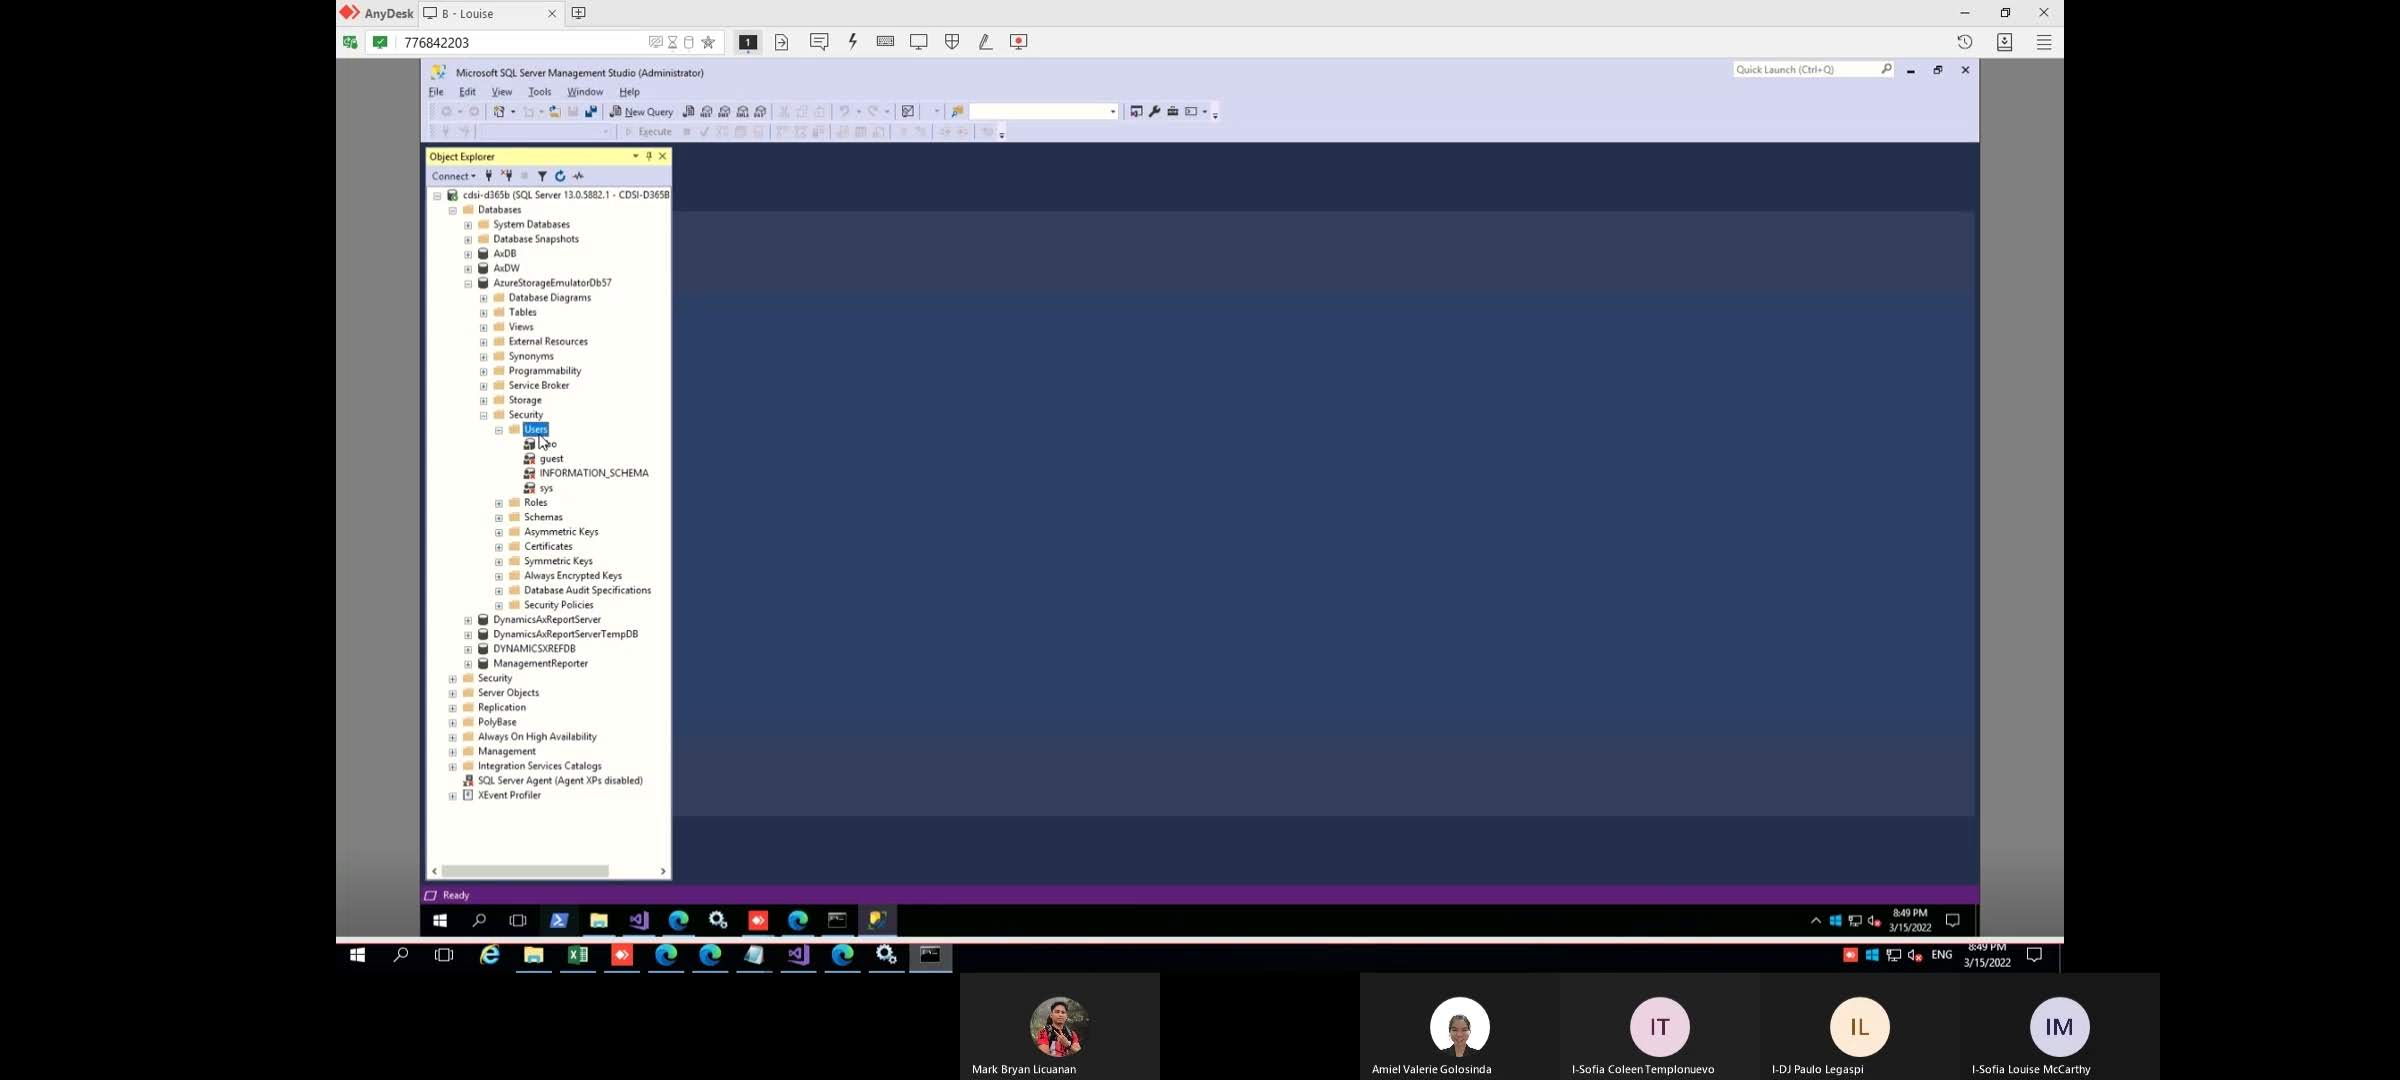 AnyDesk
B - Louise
776842203
1
Microsoft SQL Server Management Studio (Administrator)
Quick Launch (Ctrl+Q)
File Edit View Tools Window Help
New Query
Execute
Object Explorer
Connect
cdsi-d365b (SQL Server 13.0.5882.1 - CDSI-D365B
Databases
System Databases
Database Snapshots
AxDB
AxDW
AzureStorageEmulatorDb57
Database Diagrams
Tables
Views
External Resources
Synonyms
Programmability
Service Broker
Storage
Security
Users
guest
INFORMATION_SCHEMA
sys
Roles
Schemas
Asymmetric Keys
Certificates
Symmetric Keys
Always Encrypted Keys
Database Audit Specifications
Security Policies
DynamicsAxReportServer
DynamicsAxReportServerTempDB
DYNAMICSXREFDB
ManagementReporter
Security
Server Objects
Replication
PolyBase
Always On High Availability
Management
Integration Services Catalogs
SQL Server Agent (Agent XPs disabled)
XEvent Profiler
Ready
8:49 PM
3/15/2022
ENG
8:49 PM
3/15/2022
IT
IL
IM
Mark Bryan Licuanan
Amiel Valerie Golosinda
I-Sofia Coleen Templonuevo
I-DJ Paulo Legaspi
I-Sofia Louise McCarthy